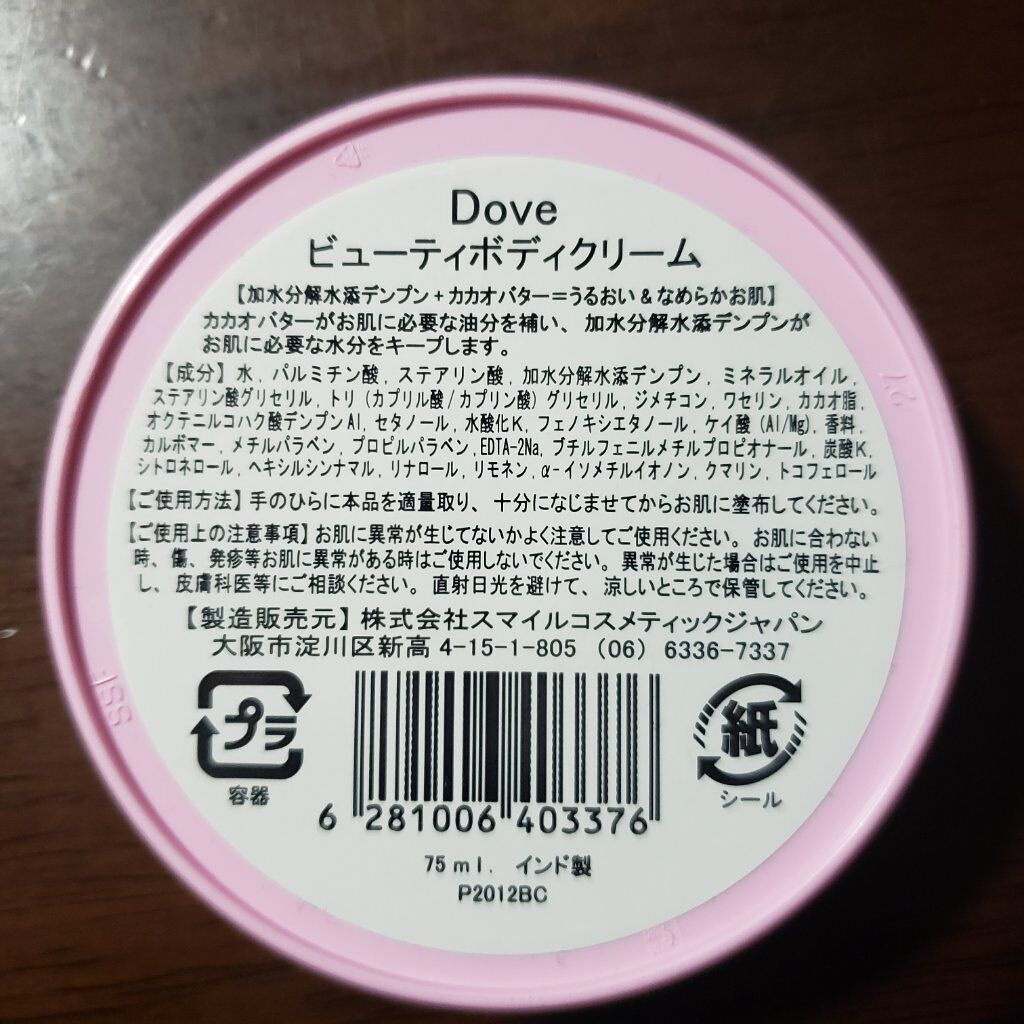 Dove
ビューティボディクリーム
【加水分解水添デンプン+カカオバター=うるおい&なめらかお肌】
カカオバターがお肌に必要な油分を補い、加水分解水添デンプンが
お肌に必要な水分をキープします。
【成分】水, パルミチン酸, ステアリン酸, 加水分解水添デンプン, ミネラルオイル,
ステアリン酸グリセリル, トリ(カプリル酸/カプリン酸)グリセリル, ジメチコン, ワセリン, カカオ脂,
オクテニルコハク酸デンプンAl, セタノール, 水酸化K, フェノキシエタノール, ケイ酸(Al/Mg), 香料,
カルボマー, メチルパラベン, プロピルパラベン, EDTA-2Na, ブチルフェニルメチルプロピオナール, 炭酸K,
シトロネロール, ヘキシルシンナマル, リナロール, リモネン, α-イソメチルイオノン, クマリン, トコフェロール
【ご使用方法】手のひらに本品を適量取り、十分になじませてからお肌に塗布してください。
【ご使用上の注意事項】お肌に異常が生じてないかよく注意してご使用ください。お肌に合わない
時、傷、発疹等お肌に異常がある時はご使用しないでください。異常が生じた場合はご使用を中止
し、皮膚科医等にご相談ください。直射日光を避けて、涼しいところで保管してください。
【製造販売元】株式会社スマイルコスメティックジャパン
大阪市淀川区新高4-15-1-805 (06) 6336-7337
プラ
容器
紙
シール
6 281006 403376
75ml. インド製
P2012BC
27
SSF